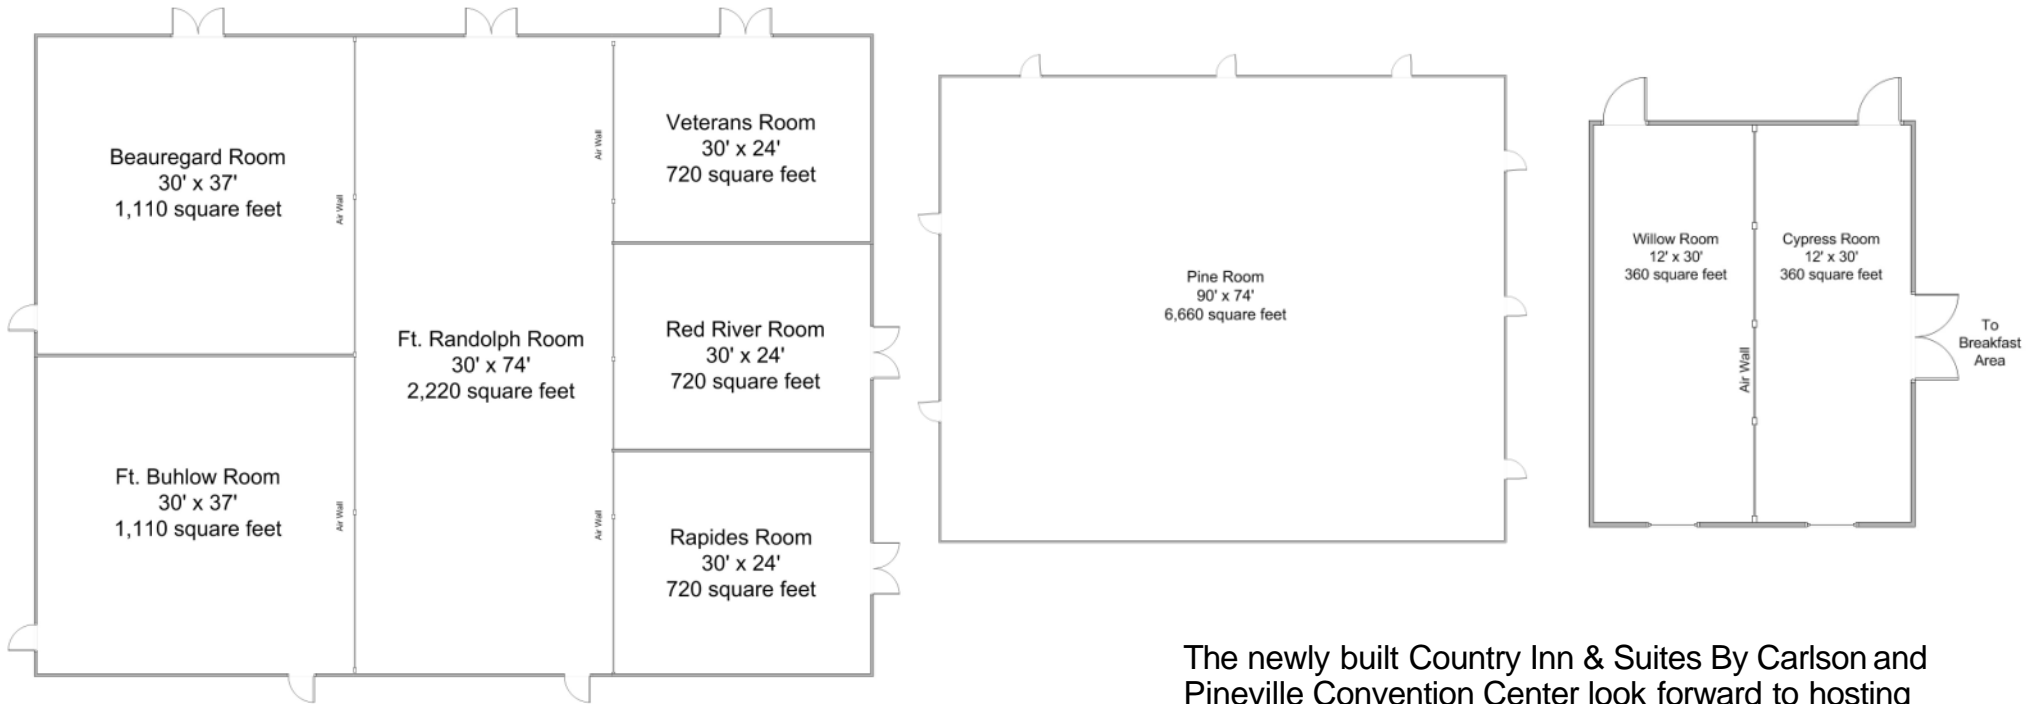 Beauregard Room
30' x 37'
1,110 square feet
Air Wall
Ft. Buhlow Room
30' x 37'
1,110 square feet
Air Wall
Ft. Randolph Room
30' x 74'
2,220 square feet
Air Wall
Air Wall
Veterans Room
30' x 24'
720 square feet
Red River Room
30' x 24'
720 square feet
Rapides Room
30' x 24'
720 square feet
Pine Room
90' x 74'
6,660 square feet
Willow Room
12' x 30'
360 square feet
Air Wall
Cypress Room
12' x 30'
360 square feet
To
Breakfast
Area
The newly built Country Inn & Suites By Carlson and
Pineville Convention Center look forward to hosting